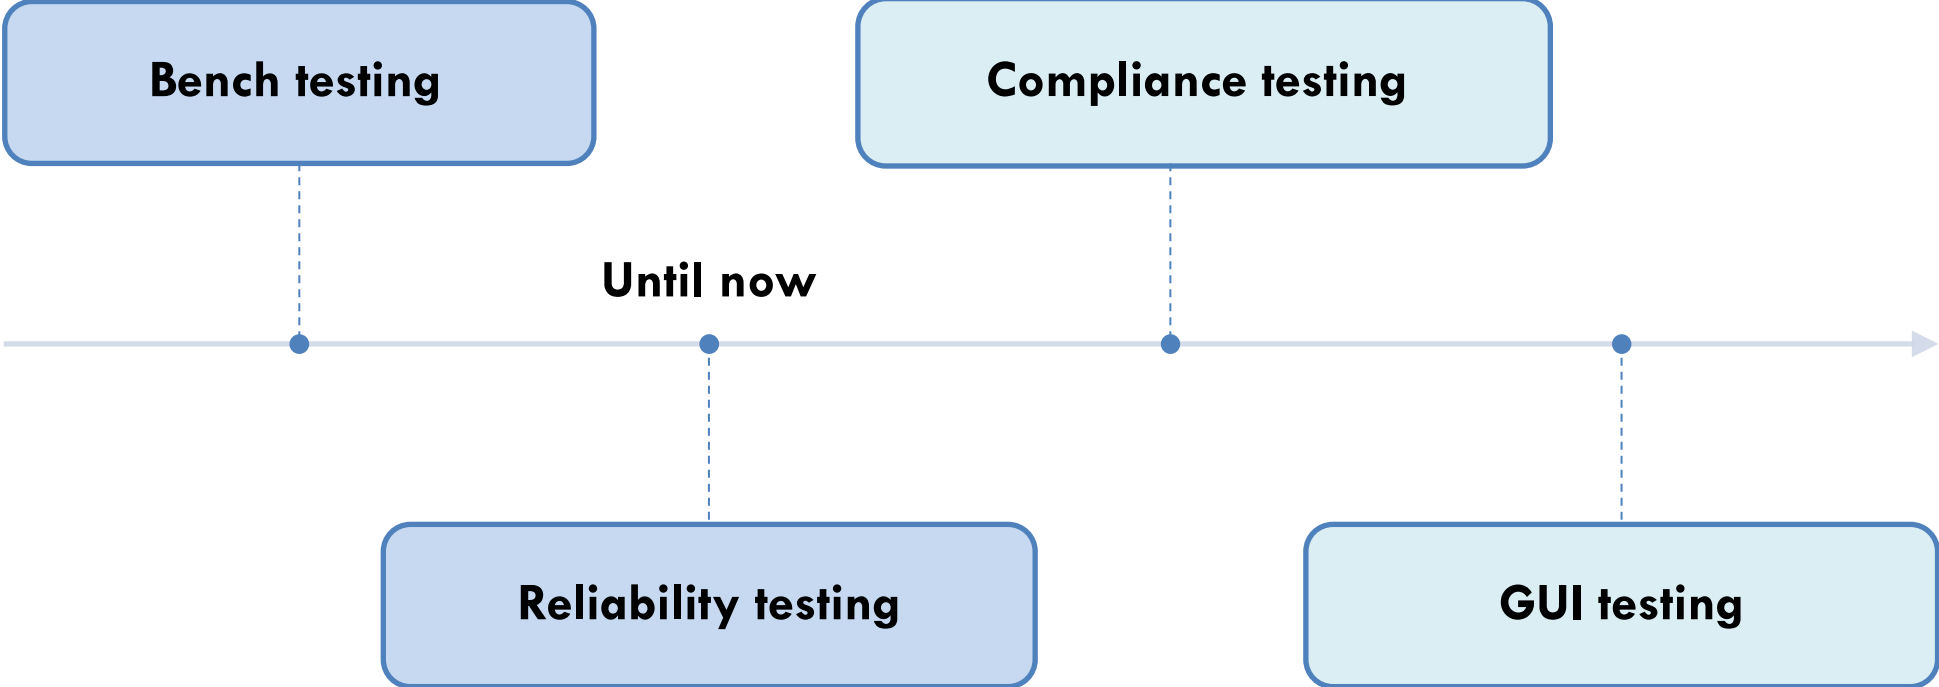 Bench testing
Compliance testing
Until now
Reliability testing
GUI testing